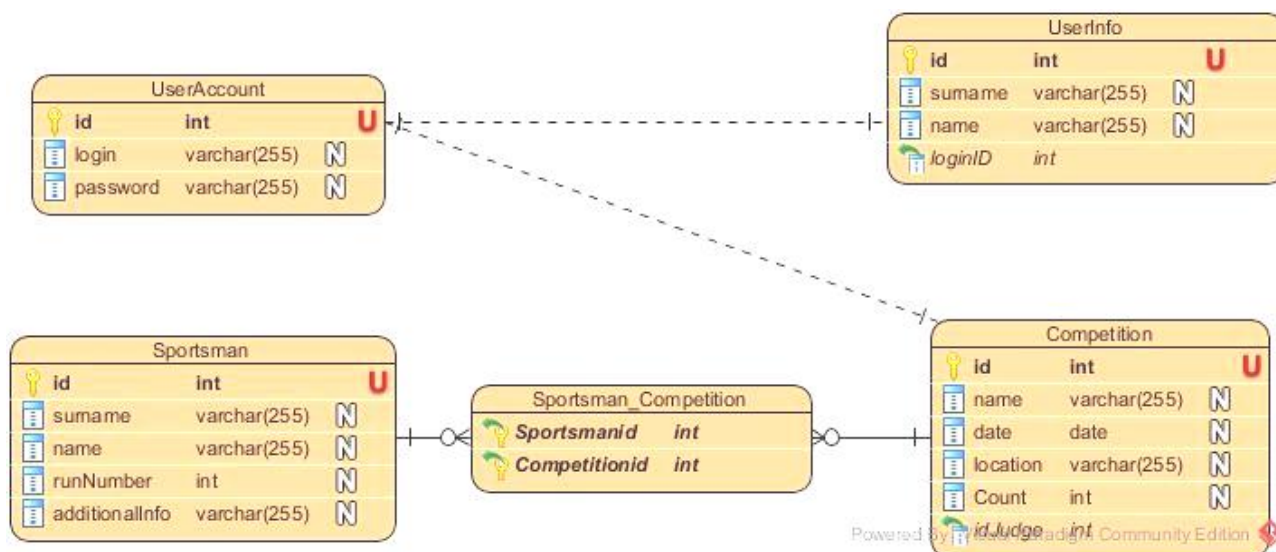 UserAccount
id int U
login varchar(255) N
password varchar(255) N
UserInfo
id int U
surname varchar(255) N
name varchar(255) N
loginID int
Sportsman
id int U
surname varchar(255) N
name varchar(255) N
runNumber int N
additionalInfo varchar(255) N
Sportsman_Competition
Sportsmanid int
Competitionid int
Competition
id int U
name varchar(255) N
date date N
location varchar(255) N
Count int N
idJudge int
Powered By Visual Paradigm Community Edition